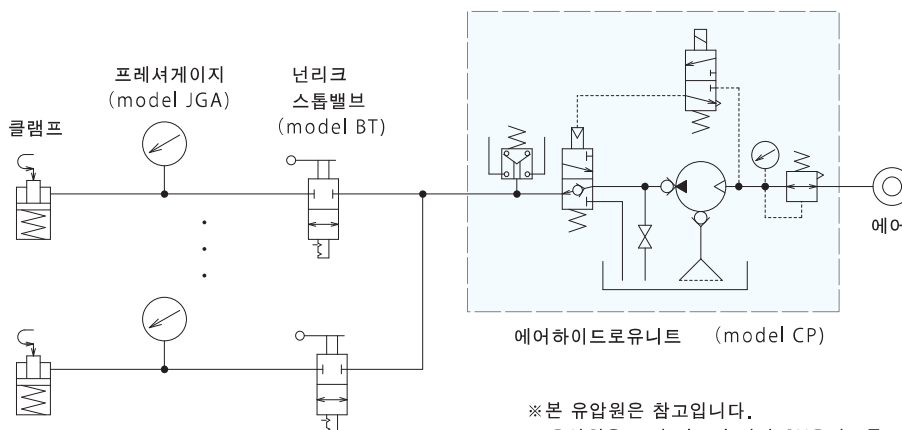 프레셔게이지
(model JGA)
넌리크
스톱밸브
(model BT)
클램프
에어
에어하이드로유니트 (model CP)
※본 유압원은 참고입니다.